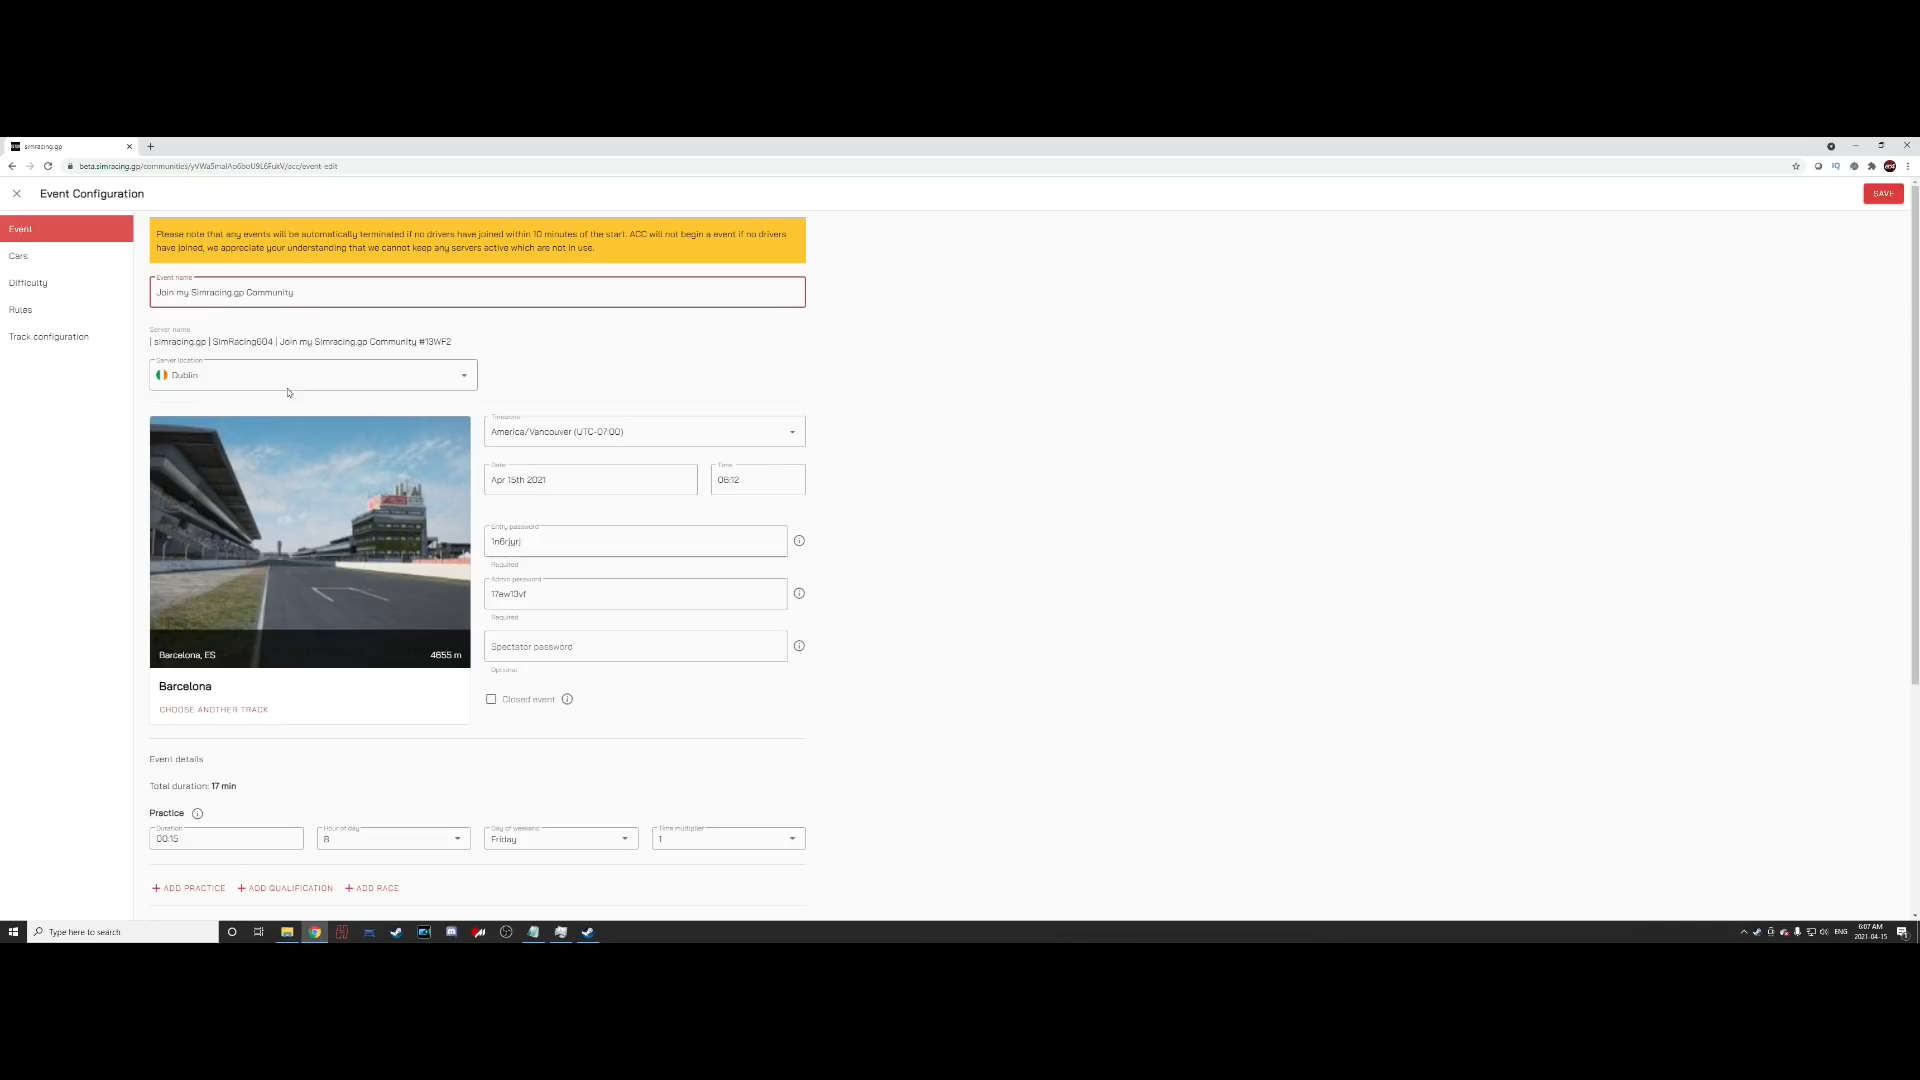 simracing.gp
beta.simracing.gp/communities/yVWa5malAo6boU9L6FukV/acc/event-edit
Event Configuration
SAVE
Event
Cars
Difficulty
Rules
Track configuration
Please note that any events will be automatically terminated if no drivers have joined within 10 minutes of the start. ACC will not begin a event if no drivers
have joined, we appreciate your understanding that we cannot keep any servers active which are not in use.
Event name
Join my Simracing.gp Community
Server name
| simracing.gp | SimRacing604 | Join my Simracing.gp Community #13WF2
Server location
Dublin
Timezone
America/Vancouver (UTC-07:00)
Date
Apr 15th 2021
Time
06:12
Entry password
1n6rjyrj
Required
Admin password
17ew13vf
Required
Spectator password
Optional
Closed event
Barcelona, ES
4655 m
Barcelona
CHOOSE ANOTHER TRACK
Event details
Total duration: 17 min
Practice
Duration
00:15
Hour of day
8
Day of weekend
Friday
Time multiplier
1
+ ADD PRACTICE
+ ADD QUALIFICATION
+ ADD RACE
Type here to search
ENG
6:07 AM
2021-04-15